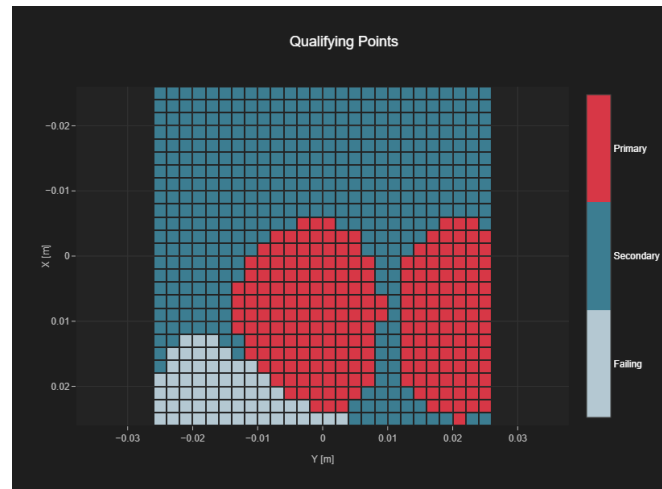 Qualifying Points
−0.02
−0.01
0
0.01
0.02
X [m]
−0.03
−0.02
−0.01
0
0.01
0.02
0.03
Y [m]
Primary
Secondary
Failing